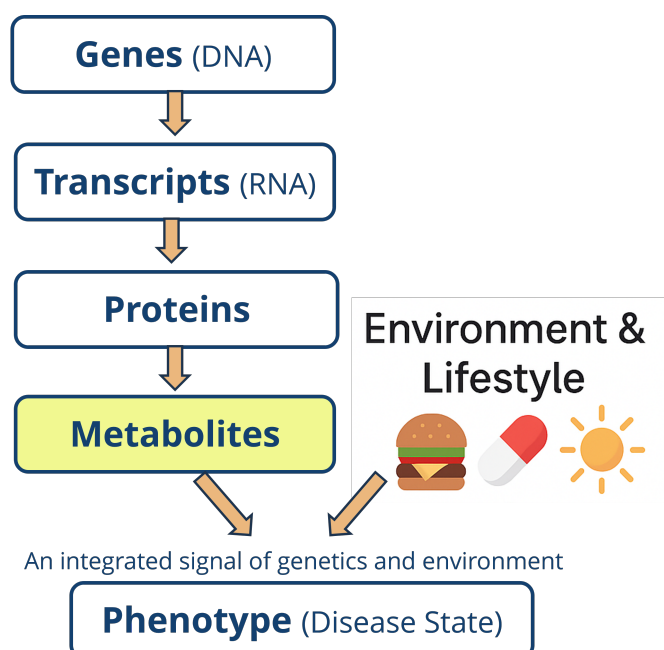 Genes (DNA)
Transcripts (RNA)
Proteins
Environment &
Lifestyle
Metabolites
An integrated signal of genetics and environment
Phenotype (Disease State)